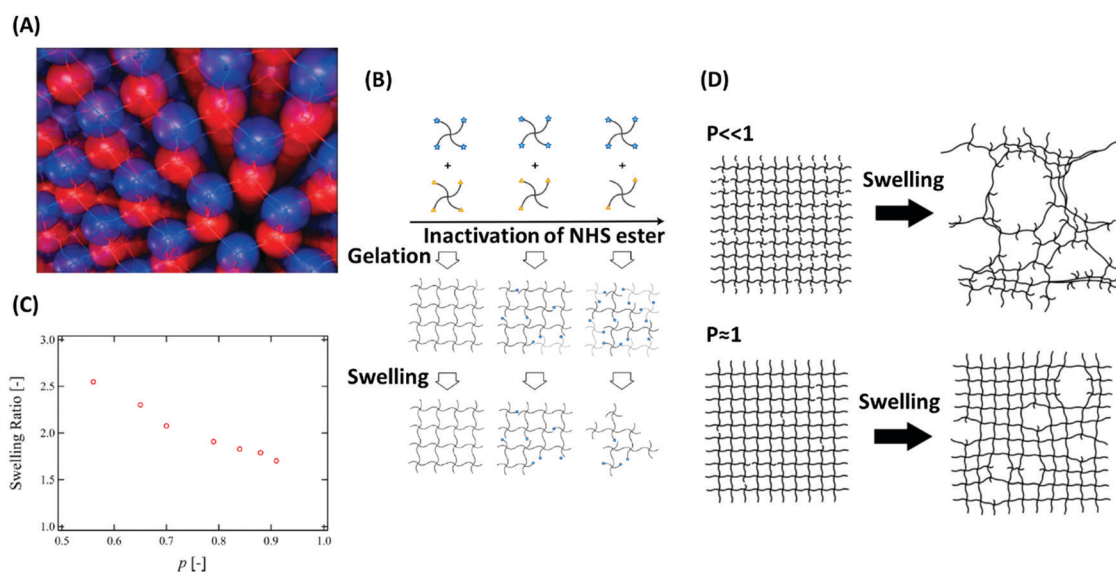 (A)
(B)
+ + +
Inactivation of NHS ester
Gelation
Swelling
(C)
Swelling Ratio [-]
3.0
2.5
2.0
1.5
1.0
0.5 0.6 0.7 0.8 0.9 1.0
p [-]
(D)
P<<1
Swelling
P≈1
Swelling